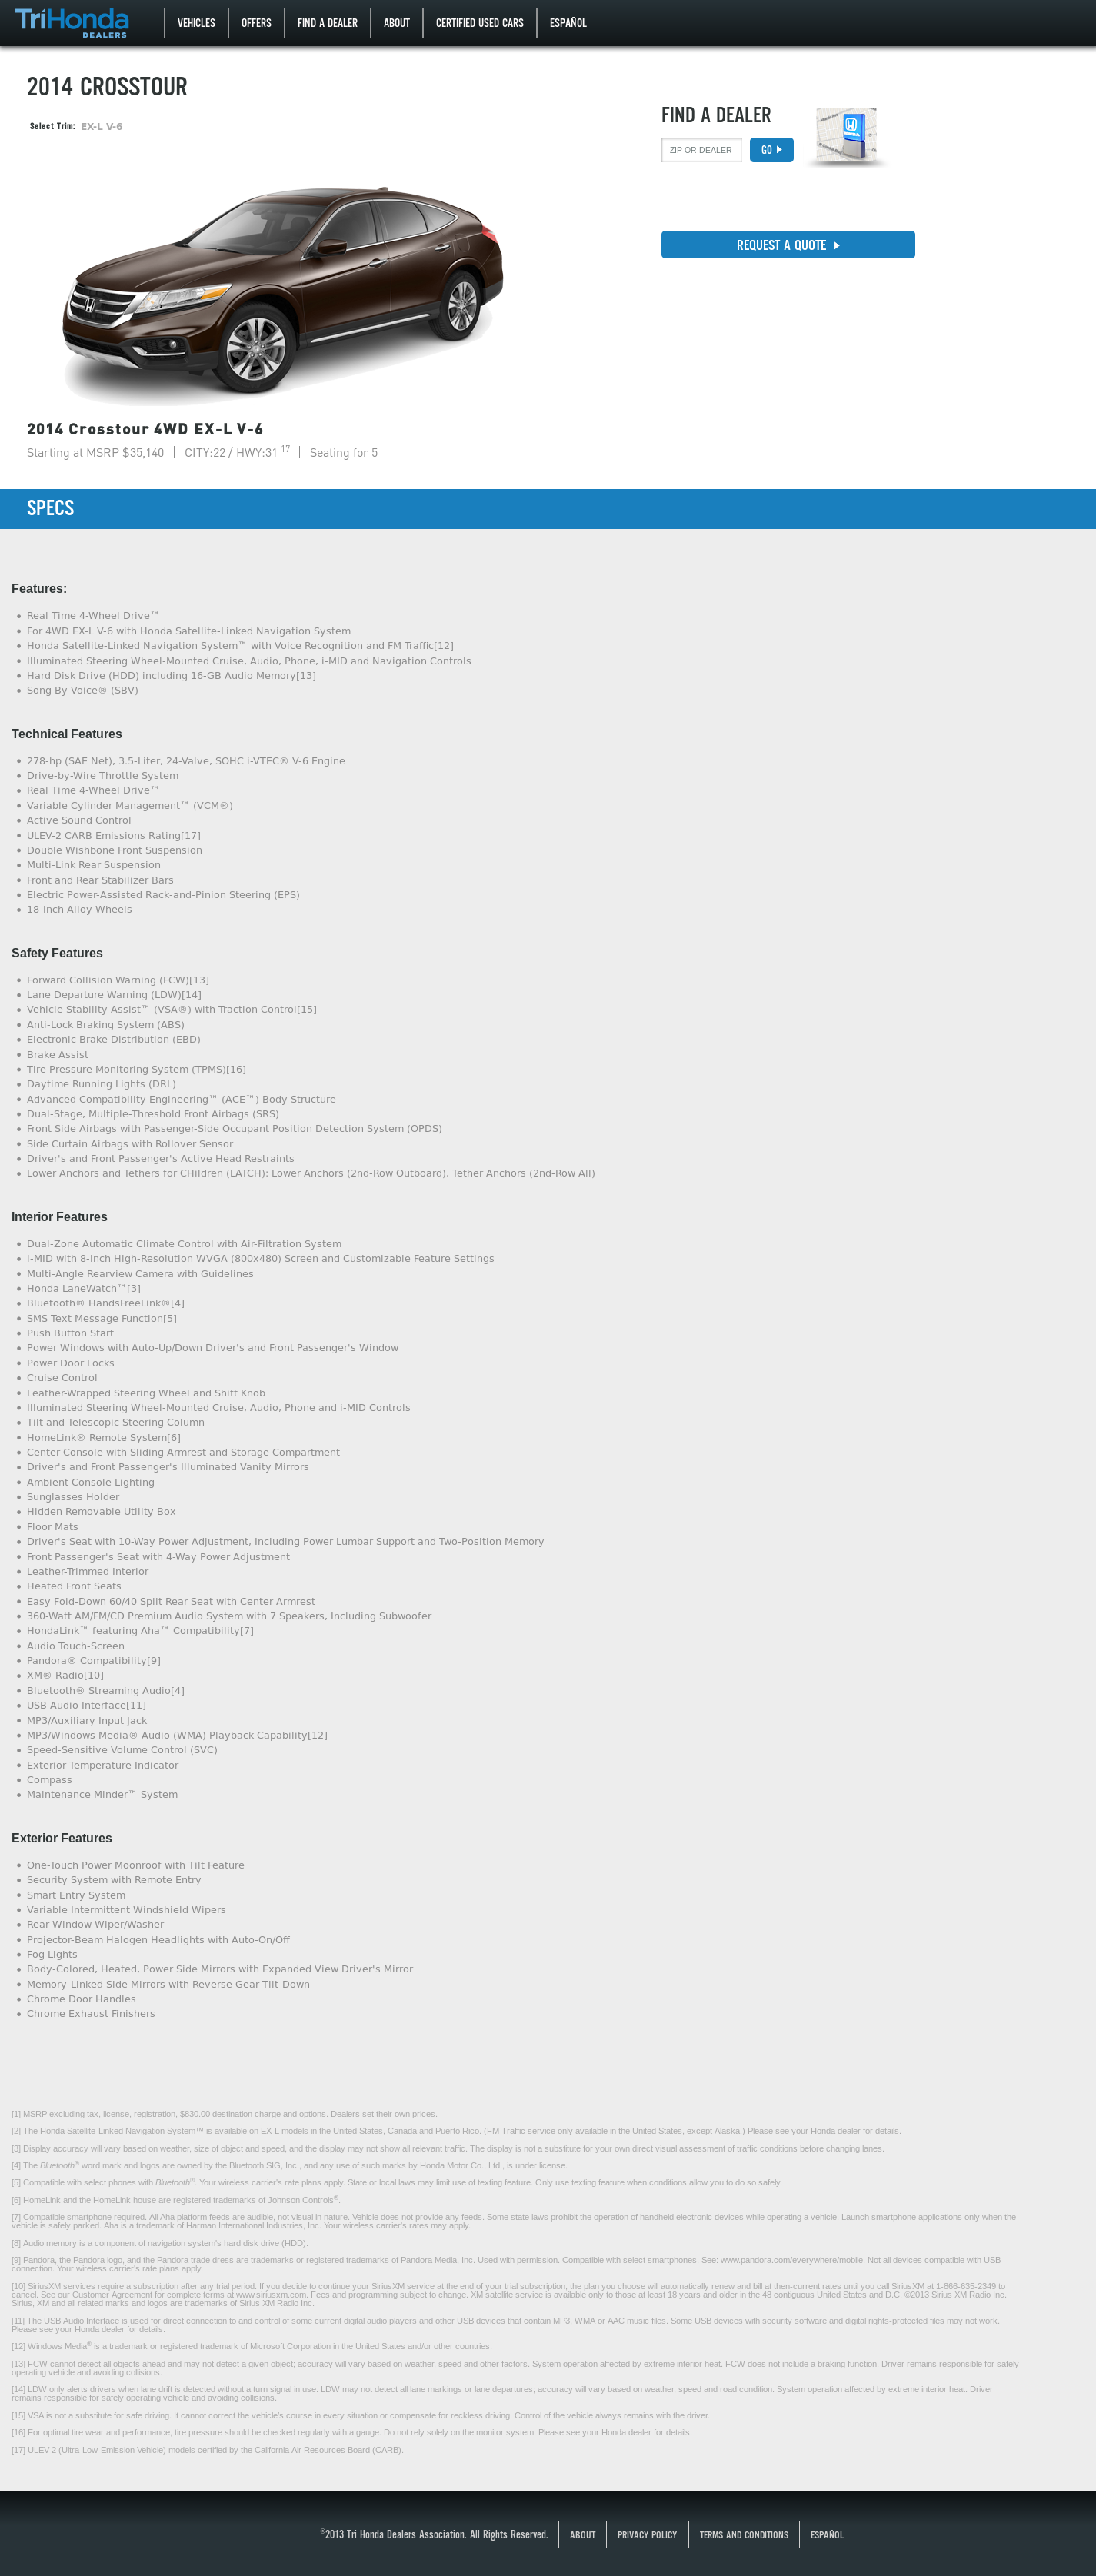 TriHonda
DEALERS
VEHICLES
OFFERS
FIND A DEALER
ABOUT
CERTIFIED USED CARS
ESPAÑOL
2014 CROSSTOUR
Select Trim: EX-L V-6
FIND A DEALER
ZIP OR DEALER
GO
REQUEST A QUOTE
2014 Crosstour 4WD EX-L V-6
Starting at MSRP $35,140 | CITY:22 / HWY:31 17 | Seating for 5
SPECS
Features:
Real Time 4-Wheel Drive™
For 4WD EX-L V-6 with Honda Satellite-Linked Navigation System
Honda Satellite-Linked Navigation System™ with Voice Recognition and FM Traffic[12]
Illuminated Steering Wheel-Mounted Cruise, Audio, Phone, i-MID and Navigation Controls
Hard Disk Drive (HDD) including 16-GB Audio Memory[13]
Song By Voice® (SBV)
Technical Features
278-hp (SAE Net), 3.5-Liter, 24-Valve, SOHC i-VTEC® V-6 Engine
Drive-by-Wire Throttle System
Real Time 4-Wheel Drive™
Variable Cylinder Management™ (VCM®)
Active Sound Control
ULEV-2 CARB Emissions Rating[17]
Double Wishbone Front Suspension
Multi-Link Rear Suspension
Front and Rear Stabilizer Bars
Electric Power-Assisted Rack-and-Pinion Steering (EPS)
18-Inch Alloy Wheels
Safety Features
Forward Collision Warning (FCW)[13]
Lane Departure Warning (LDW)[14]
Vehicle Stability Assist™ (VSA®) with Traction Control[15]
Anti-Lock Braking System (ABS)
Electronic Brake Distribution (EBD)
Brake Assist
Tire Pressure Monitoring System (TPMS)[16]
Daytime Running Lights (DRL)
Advanced Compatibility Engineering™ (ACE™) Body Structure
Dual-Stage, Multiple-Threshold Front Airbags (SRS)
Front Side Airbags with Passenger-Side Occupant Position Detection System (OPDS)
Side Curtain Airbags with Rollover Sensor
Driver's and Front Passenger's Active Head Restraints
Lower Anchors and Tethers for CHildren (LATCH): Lower Anchors (2nd-Row Outboard), Tether Anchors (2nd-Row All)
Interior Features
Dual-Zone Automatic Climate Control with Air-Filtration System
i-MID with 8-Inch High-Resolution WVGA (800x480) Screen and Customizable Feature Settings
Multi-Angle Rearview Camera with Guidelines
Honda LaneWatch™[3]
Bluetooth® HandsFreeLink®[4]
SMS Text Message Function[5]
Push Button Start
Power Windows with Auto-Up/Down Driver's and Front Passenger's Window
Power Door Locks
Cruise Control
Leather-Wrapped Steering Wheel and Shift Knob
Illuminated Steering Wheel-Mounted Cruise, Audio, Phone and i-MID Controls
Tilt and Telescopic Steering Column
HomeLink® Remote System[6]
Center Console with Sliding Armrest and Storage Compartment
Driver's and Front Passenger's Illuminated Vanity Mirrors
Ambient Console Lighting
Sunglasses Holder
Hidden Removable Utility Box
Floor Mats
Driver's Seat with 10-Way Power Adjustment, Including Power Lumbar Support and Two-Position Memory
Front Passenger's Seat with 4-Way Power Adjustment
Leather-Trimmed Interior
Heated Front Seats
Easy Fold-Down 60/40 Split Rear Seat with Center Armrest
360-Watt AM/FM/CD Premium Audio System with 7 Speakers, Including Subwoofer
HondaLink™ featuring Aha™ Compatibility[7]
Audio Touch-Screen
Pandora® Compatibility[9]
XM® Radio[10]
Bluetooth® Streaming Audio[4]
USB Audio Interface[11]
MP3/Auxiliary Input Jack
MP3/Windows Media® Audio (WMA) Playback Capability[12]
Speed-Sensitive Volume Control (SVC)
Exterior Temperature Indicator
Compass
Maintenance Minder™ System
Exterior Features
One-Touch Power Moonroof with Tilt Feature
Security System with Remote Entry
Smart Entry System
Variable Intermittent Windshield Wipers
Rear Window Wiper/Washer
Projector-Beam Halogen Headlights with Auto-On/Off
Fog Lights
Body-Colored, Heated, Power Side Mirrors with Expanded View Driver's Mirror
Memory-Linked Side Mirrors with Reverse Gear Tilt-Down
Chrome Door Handles
Chrome Exhaust Finishers
[1] MSRP excluding tax, license, registration, $830.00 destination charge and options. Dealers set their own prices.
[2] The Honda Satellite-Linked Navigation System™ is available on EX-L models in the United States, Canada and Puerto Rico. (FM Traffic service only available in the United States, except Alaska.) Please see your Honda dealer for details.
[3] Display accuracy will vary based on weather, size of object and speed, and the display may not show all relevant traffic. The display is not a substitute for your own direct visual assessment of traffic conditions before changing lanes.
[4] The Bluetooth® word mark and logos are owned by the Bluetooth SIG, Inc., and any use of such marks by Honda Motor Co., Ltd., is under license.
[5] Compatible with select phones with Bluetooth®. Your wireless carrier's rate plans apply. State or local laws may limit use of texting feature. Only use texting feature when conditions allow you to do so safely.
[6] HomeLink and the HomeLink house are registered trademarks of Johnson Controls®.
[7] Compatible smartphone required. All Aha platform feeds are audible, not visual in nature. Vehicle does not provide any feeds. Some state laws prohibit the operation of handheld electronic devices while operating a vehicle. Launch smartphone applications only when the
vehicle is safely parked. Aha is a trademark of Harman International Industries, Inc. Your wireless carrier's rates may apply.
[8] Audio memory is a component of navigation system's hard disk drive (HDD).
[9] Pandora, the Pandora logo, and the Pandora trade dress are trademarks or registered trademarks of Pandora Media, Inc. Used with permission. Compatible with select smartphones. See: www.pandora.com/everywhere/mobile. Not all devices compatible with USB
connection. Your wireless carrier's rate plans apply.
[10] SiriusXM services require a subscription after any trial period. If you decide to continue your SiriusXM service at the end of your trial subscription, the plan you choose will automatically renew and bill at then-current rates until you call SiriusXM at 1-866-635-2349 to
cancel. See our Customer Agreement for complete terms at www.siriusxm.com. Fees and programming subject to change. XM satellite service is available only to those at least 18 years and older in the 48 contiguous United States and D.C. ©2013 Sirius XM Radio Inc.
Sirius, XM and all related marks and logos are trademarks of Sirius XM Radio Inc.
[11] The USB Audio Interface is used for direct connection to and control of some current digital audio players and other USB devices that contain MP3, WMA or AAC music files. Some USB devices with security software and digital rights-protected files may not work.
Please see your Honda dealer for details.
[12] Windows Media® is a trademark or registered trademark of Microsoft Corporation in the United States and/or other countries.
[13] FCW cannot detect all objects ahead and may not detect a given object; accuracy will vary based on weather, speed and other factors. System operation affected by extreme interior heat. FCW does not include a braking function. Driver remains responsible for safely
operating vehicle and avoiding collisions.
[14] LDW only alerts drivers when lane drift is detected without a turn signal in use. LDW may not detect all lane markings or lane departures; accuracy will vary based on weather, speed and road condition. System operation affected by extreme interior heat. Driver
remains responsible for safely operating vehicle and avoiding collisions.
[15] VSA is not a substitute for safe driving. It cannot correct the vehicle's course in every situation or compensate for reckless driving. Control of the vehicle always remains with the driver.
[16] For optimal tire wear and performance, tire pressure should be checked regularly with a gauge. Do not rely solely on the monitor system. Please see your Honda dealer for details.
[17] ULEV-2 (Ultra-Low-Emission Vehicle) models certified by the California Air Resources Board (CARB).
®2013 Tri Honda Dealers Association. All Rights Reserved.
ABOUT
PRIVACY POLICY
TERMS AND CONDITIONS
ESPAÑOL